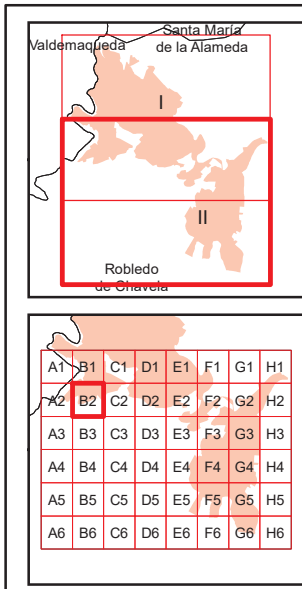 Santa María
Valdemaqueda de la Alameda
I
II
Robledo
de Chavela
A1 B1 C1 D1 E1 F1 G1 H1
A2 B2 C2 D2 E2 F2 G2 H2
A3 B3 C3 D3 E3 F3 G3 H3
A4 B4 C4 D4 E4 F4 G4 H4
A5 B5 C5 D5 E5 F5 G5 H5
A6 B6 C6 D6 E6 F6 G6 H6